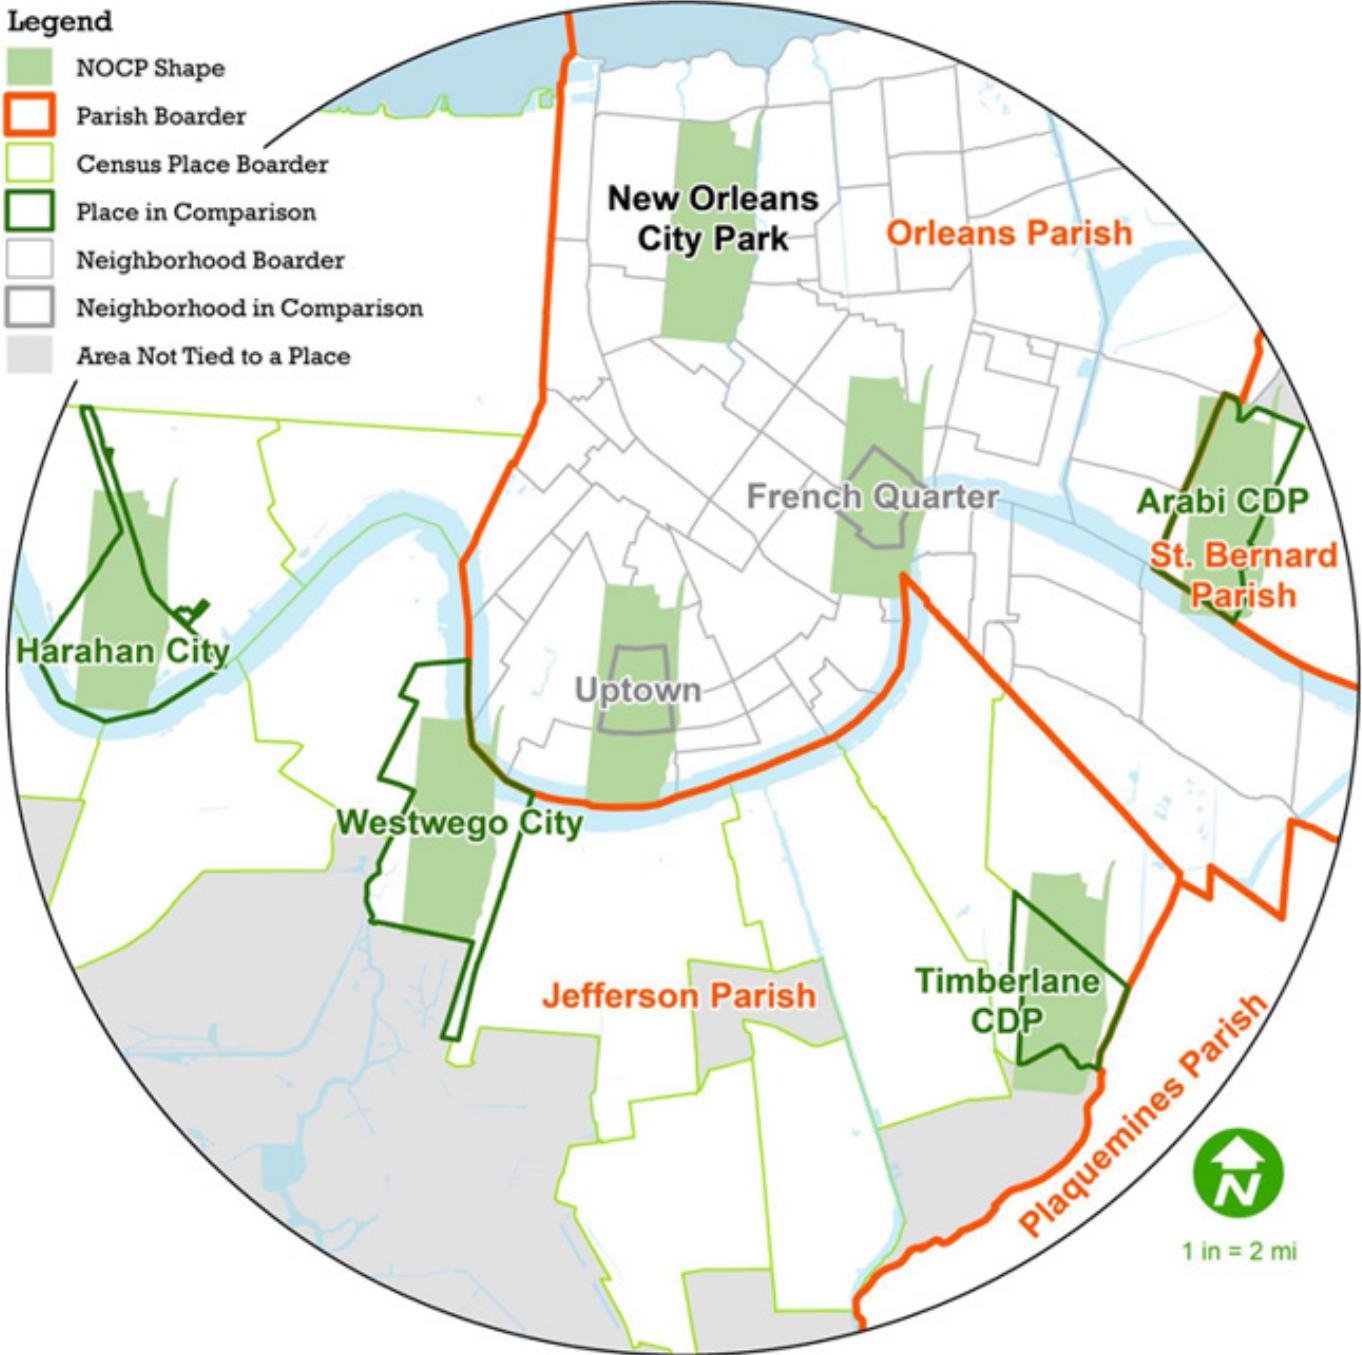 Legend
NOCP Shape
Parish Boarder
Census Place Boarder
Place in Comparison
Neighborhood Boarder
Neighborhood in Comparison
Area Not Tied to a Place
New Orleans
City Park
Orleans Parish
French Quarter
Arabi CDP
St. Bernard
Parish
Harahan City
Uptown
Westwego City
Jefferson Parish
Timberlane
CDP
Plaquemines Parish
N
1 in = 2 mi